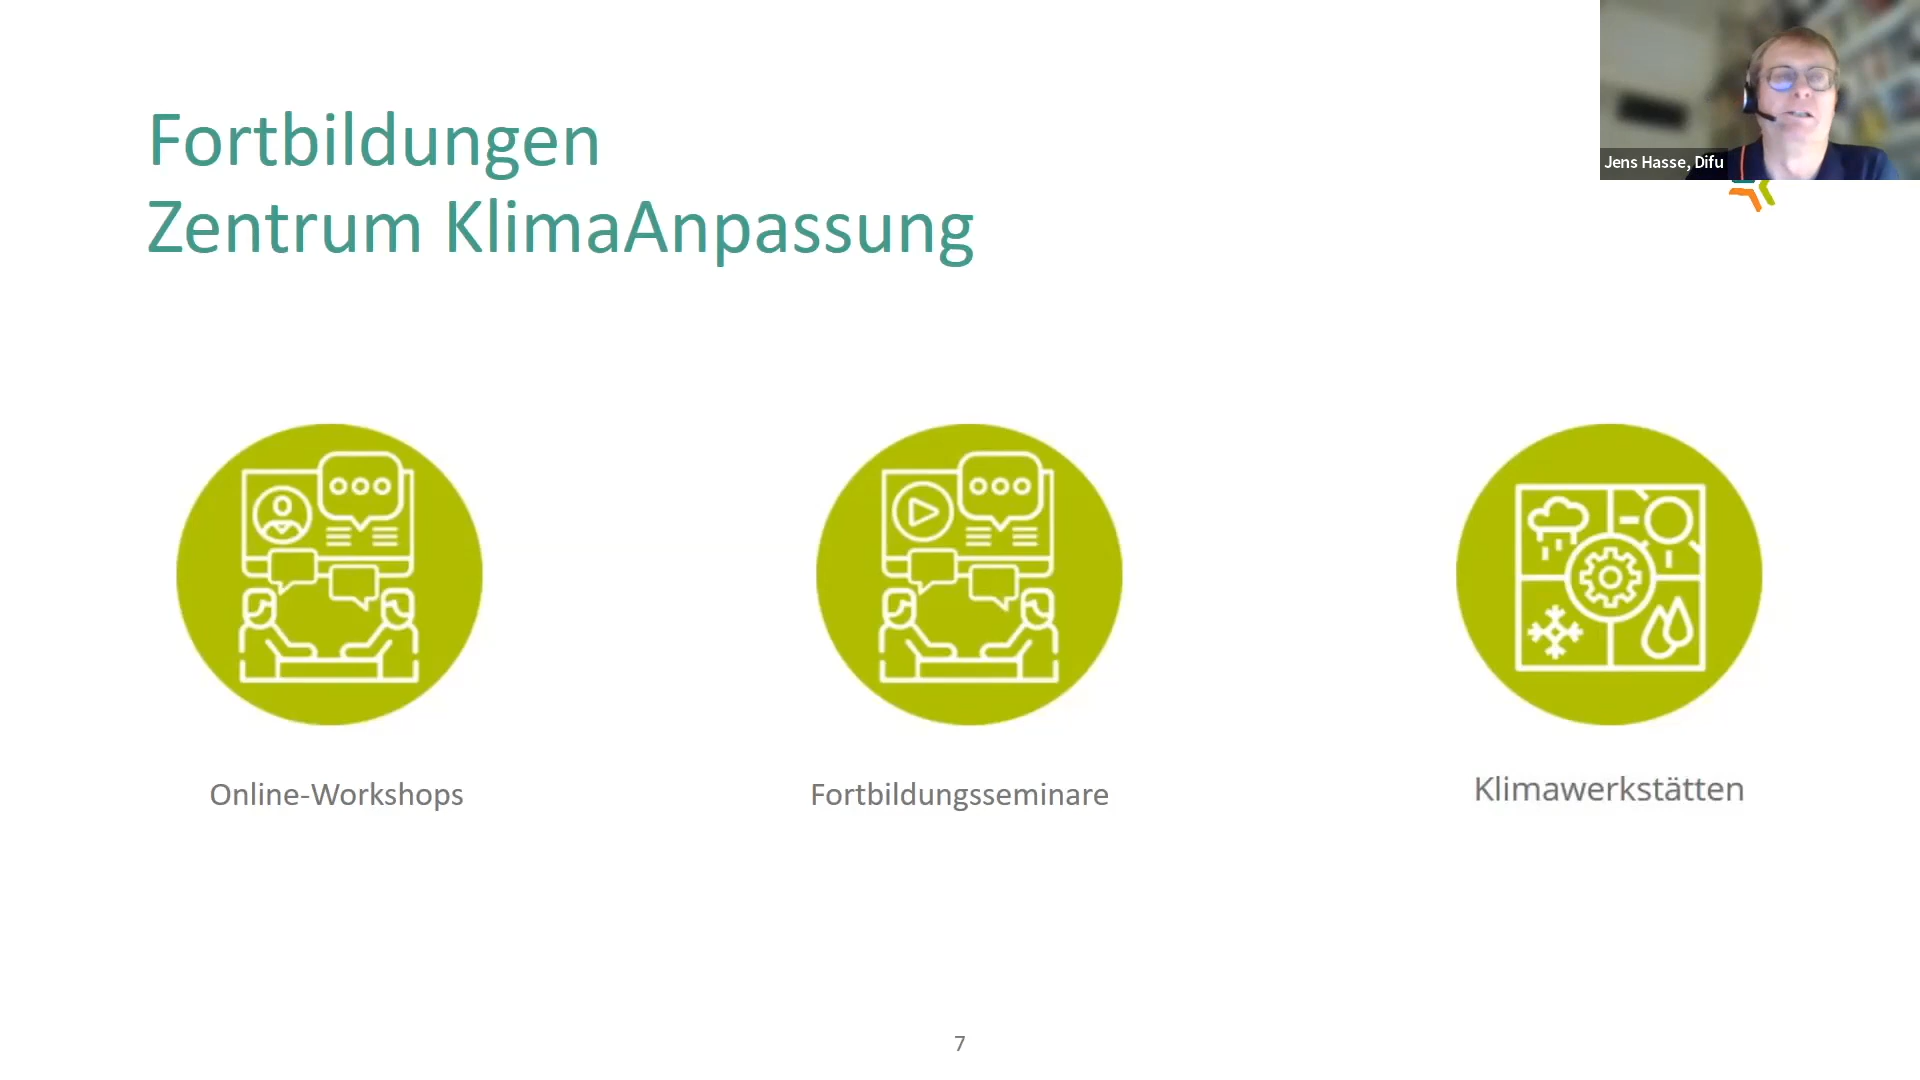 Fortbildungen
Zentrum KlimaAnpassung
Jens Hasse, Difu
Online-Workshops
Fortbildungsseminare
Klimawerkstätten
7